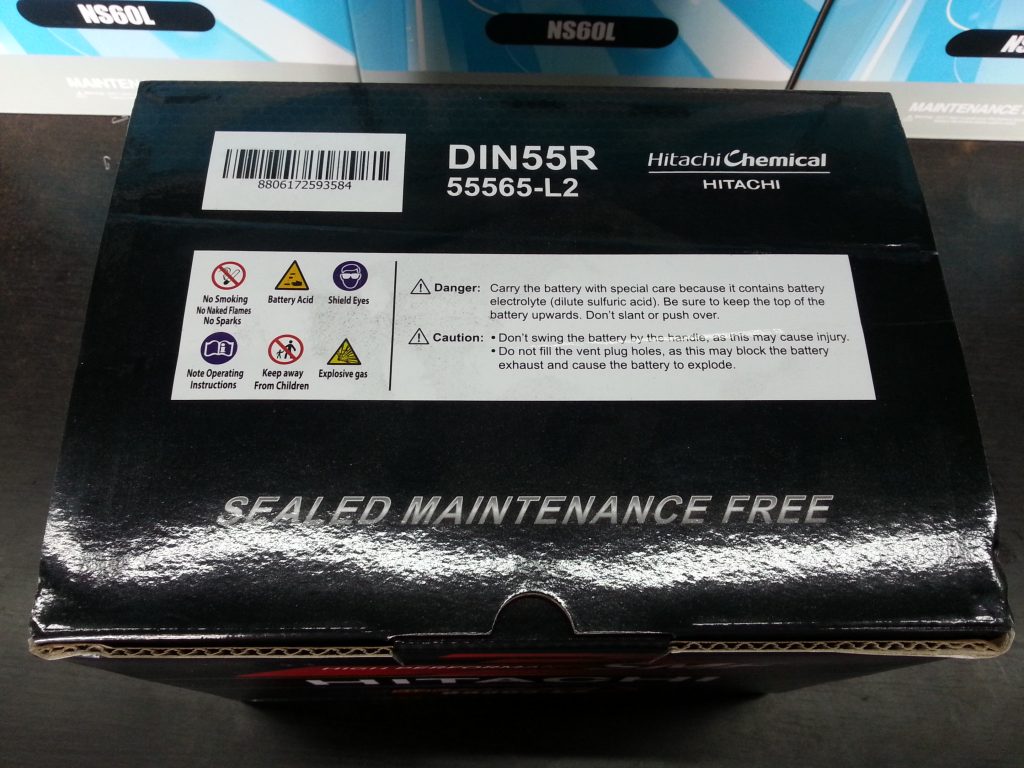 NS60L
NS60L
MAINTENANCE
MAINTENANCE
8806172593584
DIN55R
55565-L2
Hitachi Chemical
HITACHI
No Smoking
No Naked Flames
No Sparks
Battery Acid
Shield Eyes
Note Operating
Instructions
Keep away
From Children
Explosive gas
Danger: Carry the battery with special care because it contains battery
electrolyte (dilute sulfuric acid). Be sure to keep the top of the
battery upwards. Don't slant or push over.
Caution: • Don't swing the battery by the handle, as this may cause injury.
• Do not fill the vent plug holes, as this may block the battery
exhaust and cause the battery to explode.
SEALED MAINTENANCE FREE
HITACHI